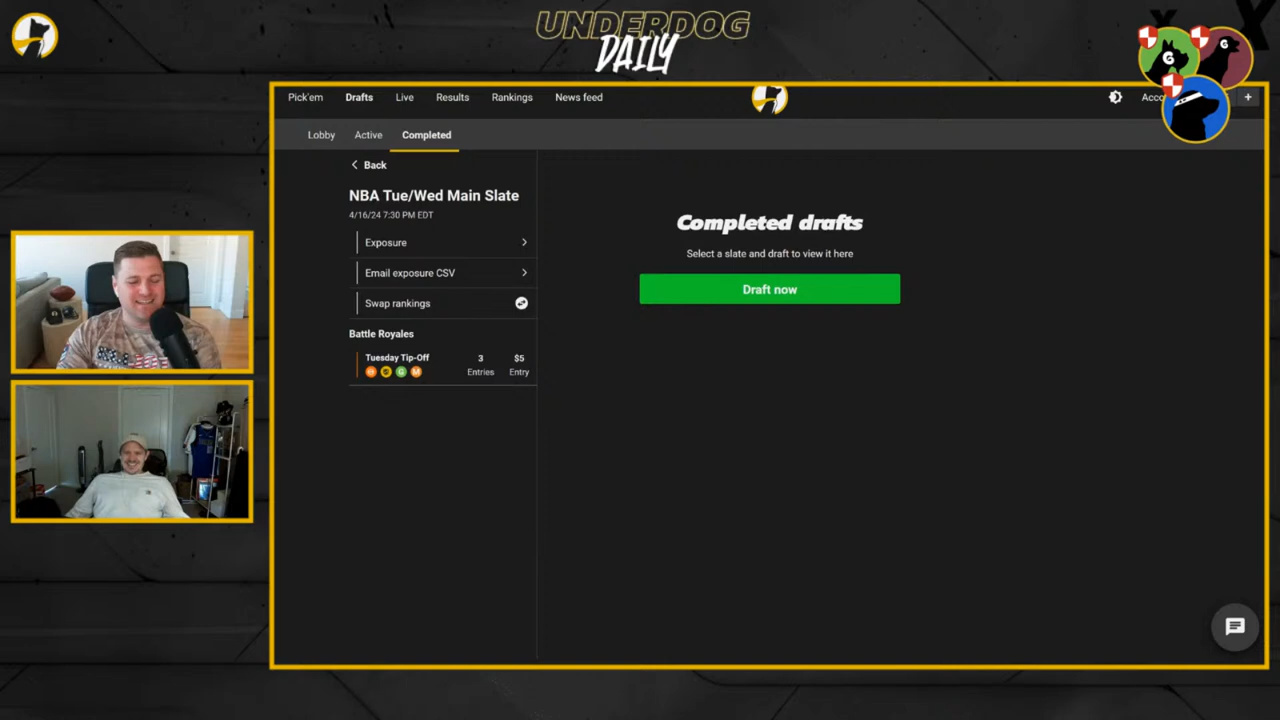 UNDERDOG
DAILY
Pick'em Drafts Live Results Rankings News feed
Lobby Active Completed
Back
NBA Tue/Wed Main Slate
4/16/24 7:30 PM EDT
Exposure
Email exposure CSV
Swap rankings
Battle Royales
Tuesday Tip-Off 3 $5
G M Entries Entry
Completed drafts
Select a slate and draft to view it here
Draft now
G G